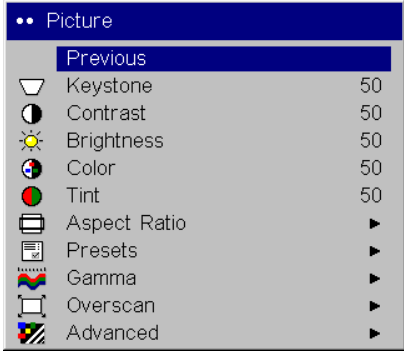 •• Picture
Previous
Keystone 50
Contrast 50
Brightness 50
Color 50
Tint 50
Aspect Ratio ►
Presets ►
Gamma ►
Overscan ►
Advanced ►